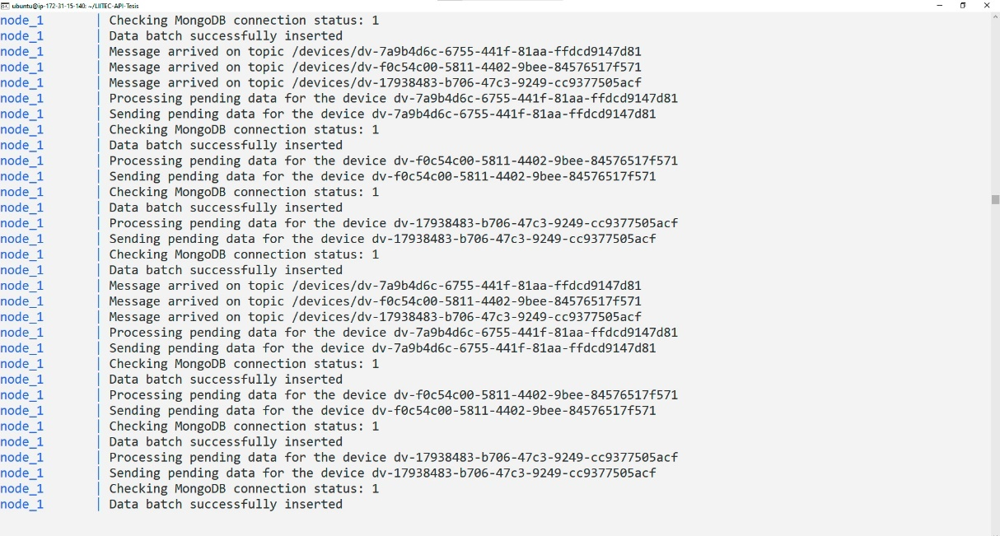 ubuntu@ip-172-31-15-140: ~/LIITEC-API-Tesis
node_1 | Checking MongoDB connection status: 1
node_1 | Data batch successfully inserted
node_1 | Message arrived on topic /devices/dv-7a9b4d6c-6755-441f-81aa-ffdcd9147d81
node_1 | Message arrived on topic /devices/dv-f0c54c00-5811-4402-9bee-84576517f571
node_1 | Message arrived on topic /devices/dv-17938483-b706-47c3-9249-cc9377505acf
node_1 | Processing pending data for the device dv-7a9b4d6c-6755-441f-81aa-ffdcd9147d81
node_1 | Sending pending data for the device dv-7a9b4d6c-6755-441f-81aa-ffdcd9147d81
node_1 | Checking MongoDB connection status: 1
node_1 | Data batch successfully inserted
node_1 | Processing pending data for the device dv-f0c54c00-5811-4402-9bee-84576517f571
node_1 | Sending pending data for the device dv-f0c54c00-5811-4402-9bee-84576517f571
node_1 | Checking MongoDB connection status: 1
node_1 | Data batch successfully inserted
node_1 | Processing pending data for the device dv-17938483-b706-47c3-9249-cc9377505acf
node_1 | Sending pending data for the device dv-17938483-b706-47c3-9249-cc9377505acf
node_1 | Checking MongoDB connection status: 1
node_1 | Data batch successfully inserted
node_1 | Message arrived on topic /devices/dv-7a9b4d6c-6755-441f-81aa-ffdcd9147d81
node_1 | Message arrived on topic /devices/dv-f0c54c00-5811-4402-9bee-84576517f571
node_1 | Message arrived on topic /devices/dv-17938483-b706-47c3-9249-cc9377505acf
node_1 | Processing pending data for the device dv-7a9b4d6c-6755-441f-81aa-ffdcd9147d81
node_1 | Sending pending data for the device dv-7a9b4d6c-6755-441f-81aa-ffdcd9147d81
node_1 | Checking MongoDB connection status: 1
node_1 | Data batch successfully inserted
node_1 | Processing pending data for the device dv-f0c54c00-5811-4402-9bee-84576517f571
node_1 | Sending pending data for the device dv-f0c54c00-5811-4402-9bee-84576517f571
node_1 | Checking MongoDB connection status: 1
node_1 | Data batch successfully inserted
node_1 | Processing pending data for the device dv-17938483-b706-47c3-9249-cc9377505acf
node_1 | Sending pending data for the device dv-17938483-b706-47c3-9249-cc9377505acf
node_1 | Checking MongoDB connection status: 1
node_1 | Data batch successfully inserted